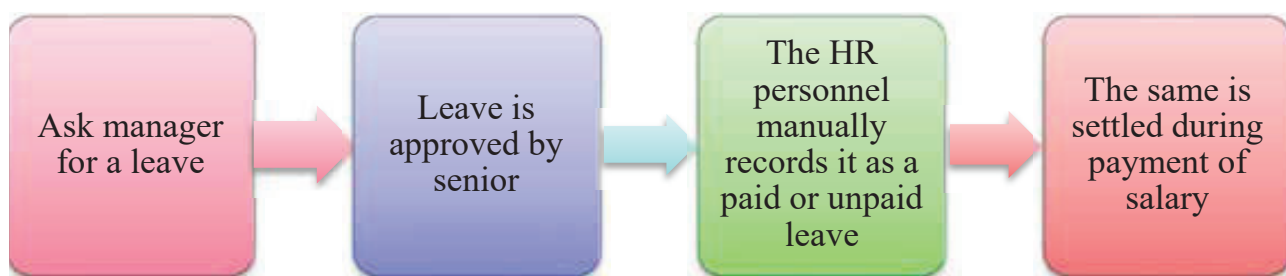 Ask manager
for a leave
Leave is
approved by
senior
The HR
personnel
manually
records it as a
paid or unpaid
leave
The same is
settled during
payment of
salary